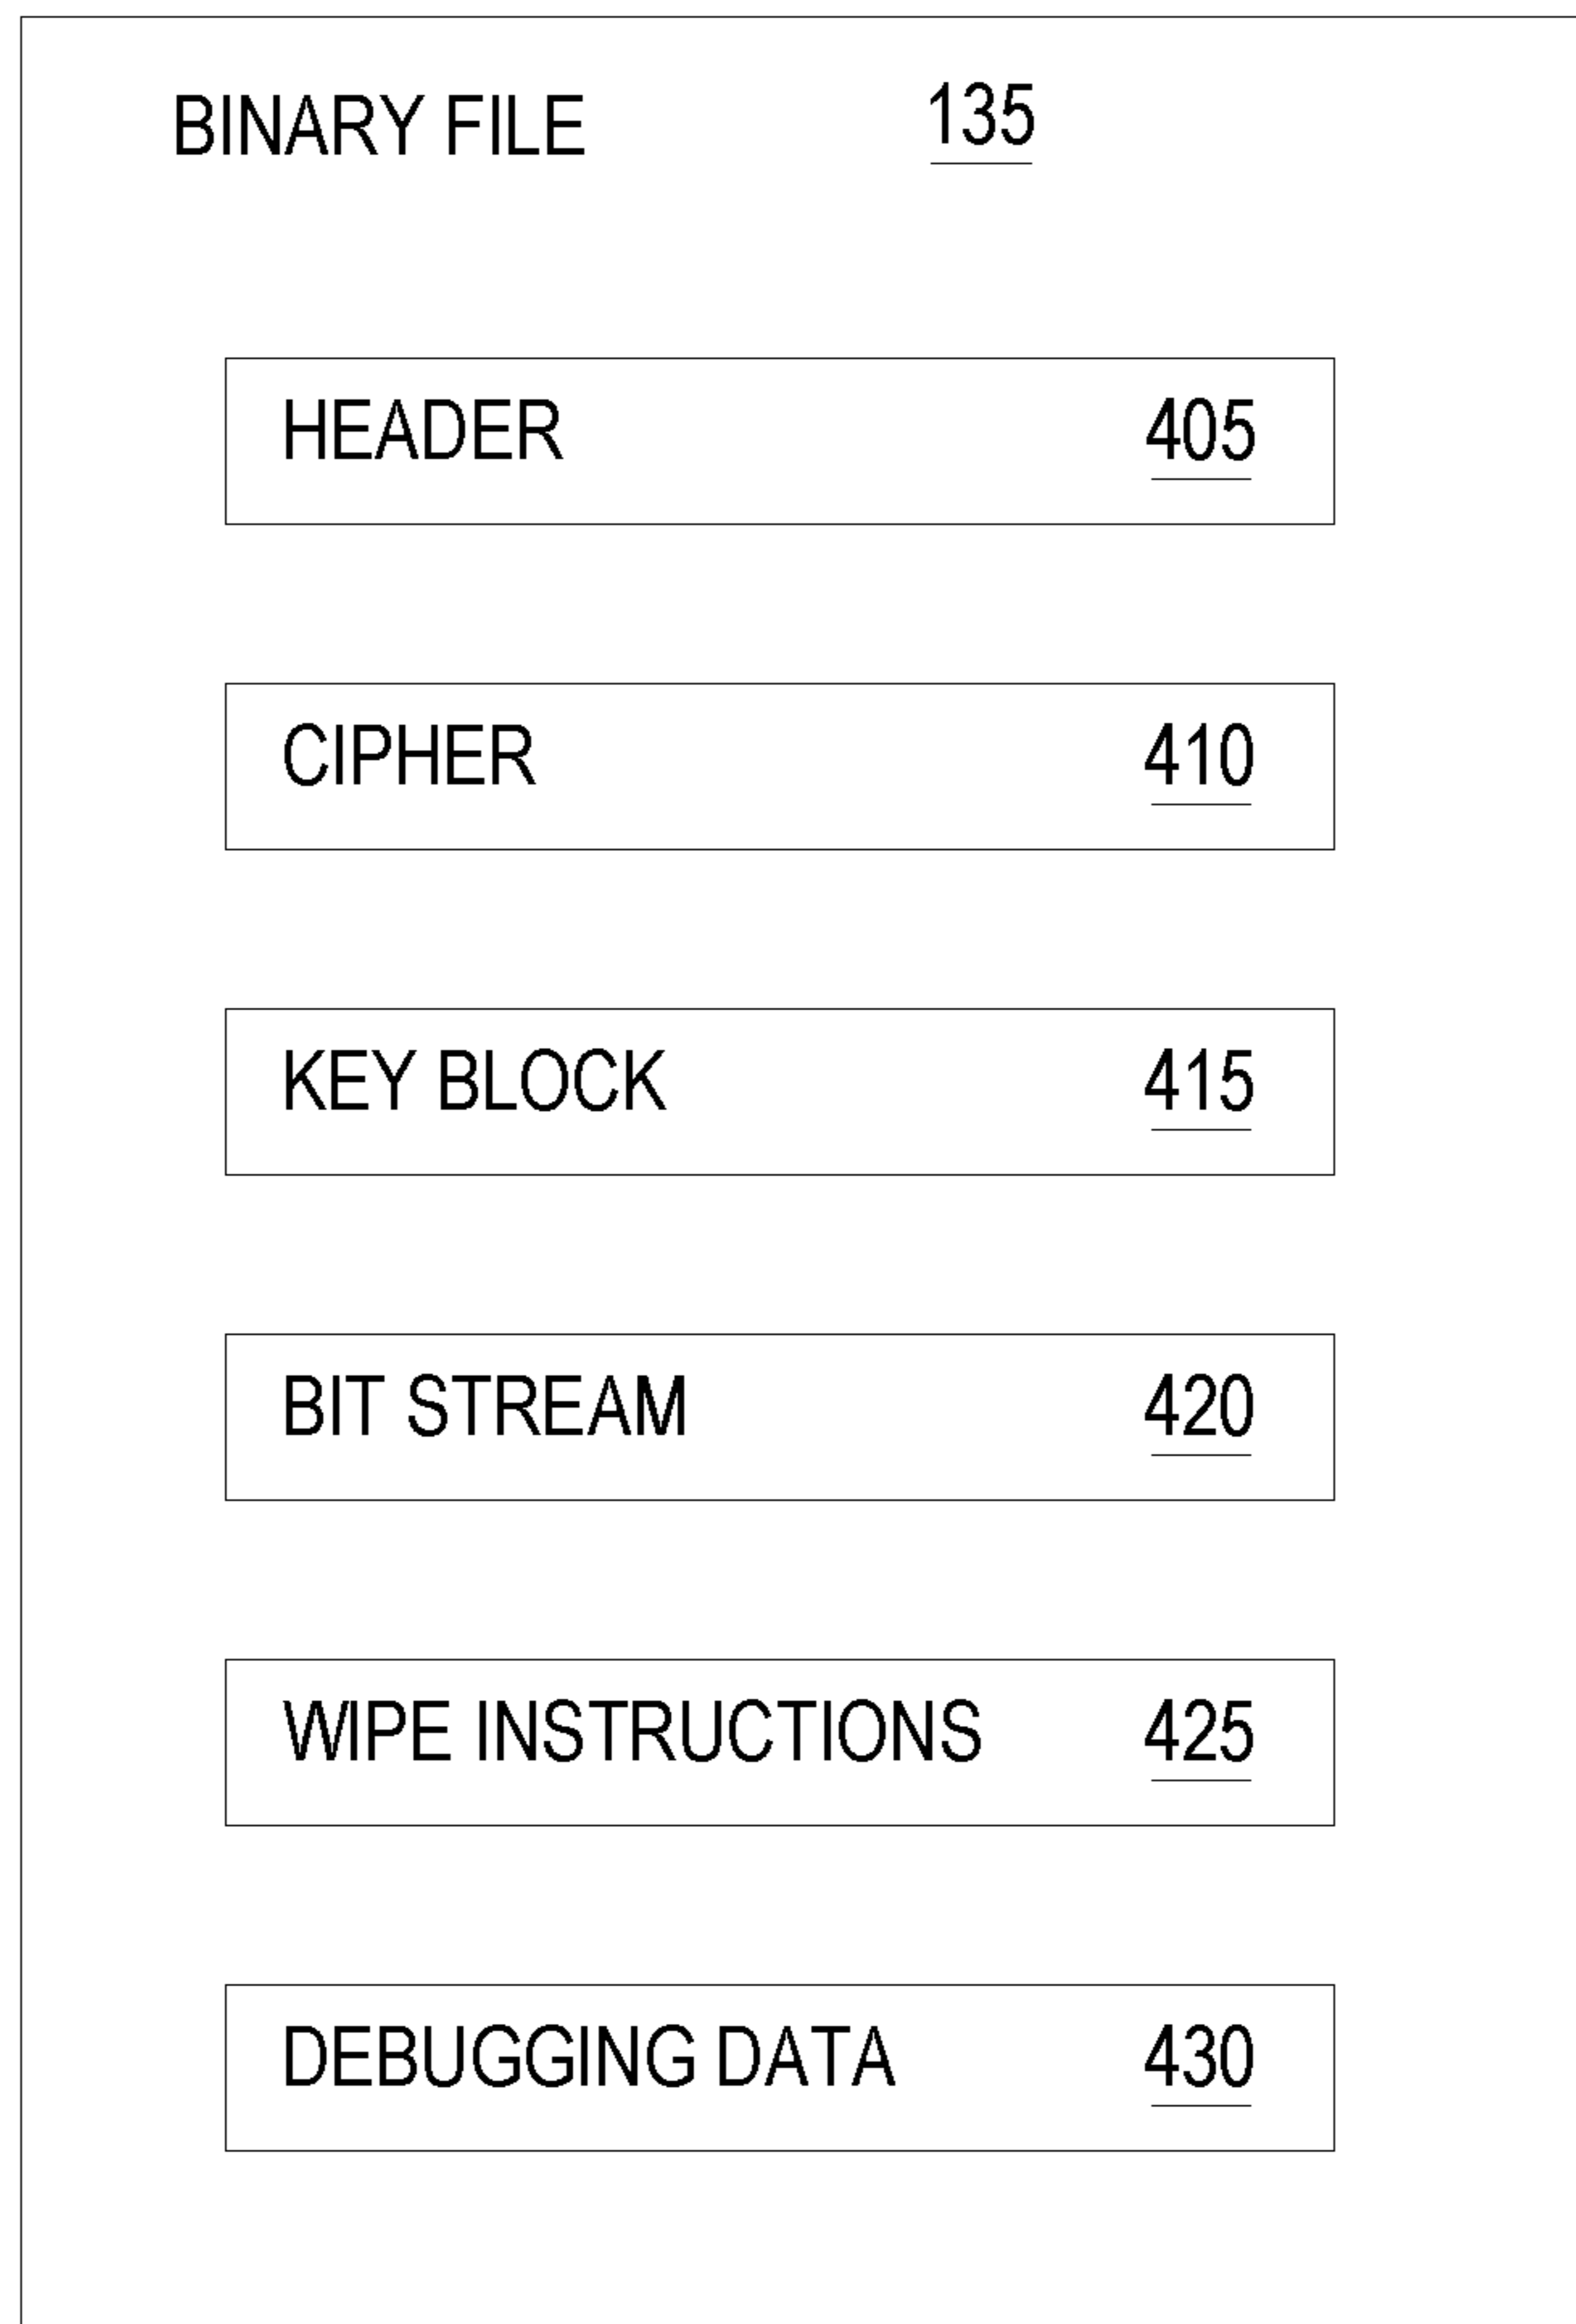 BINARY FILE 135
HEADER 405
CIPHER 410
KEY BLOCK 415
BIT STREAM 420
WIPE INSTRUCTIONS 425
DEBUGGING DATA 430